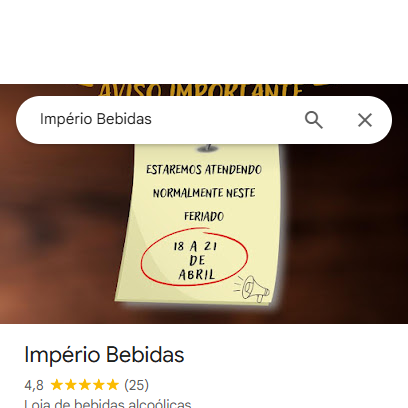 AVISO IMPORTANTE
Império Bebidas
ESTAREMOS ATENDENDO
NORMALMENTE NESTE
FERIADO
18 A 21
DE
ABRIL
Império Bebidas
4,8 (25)
Loja de bebidas alcoólicas